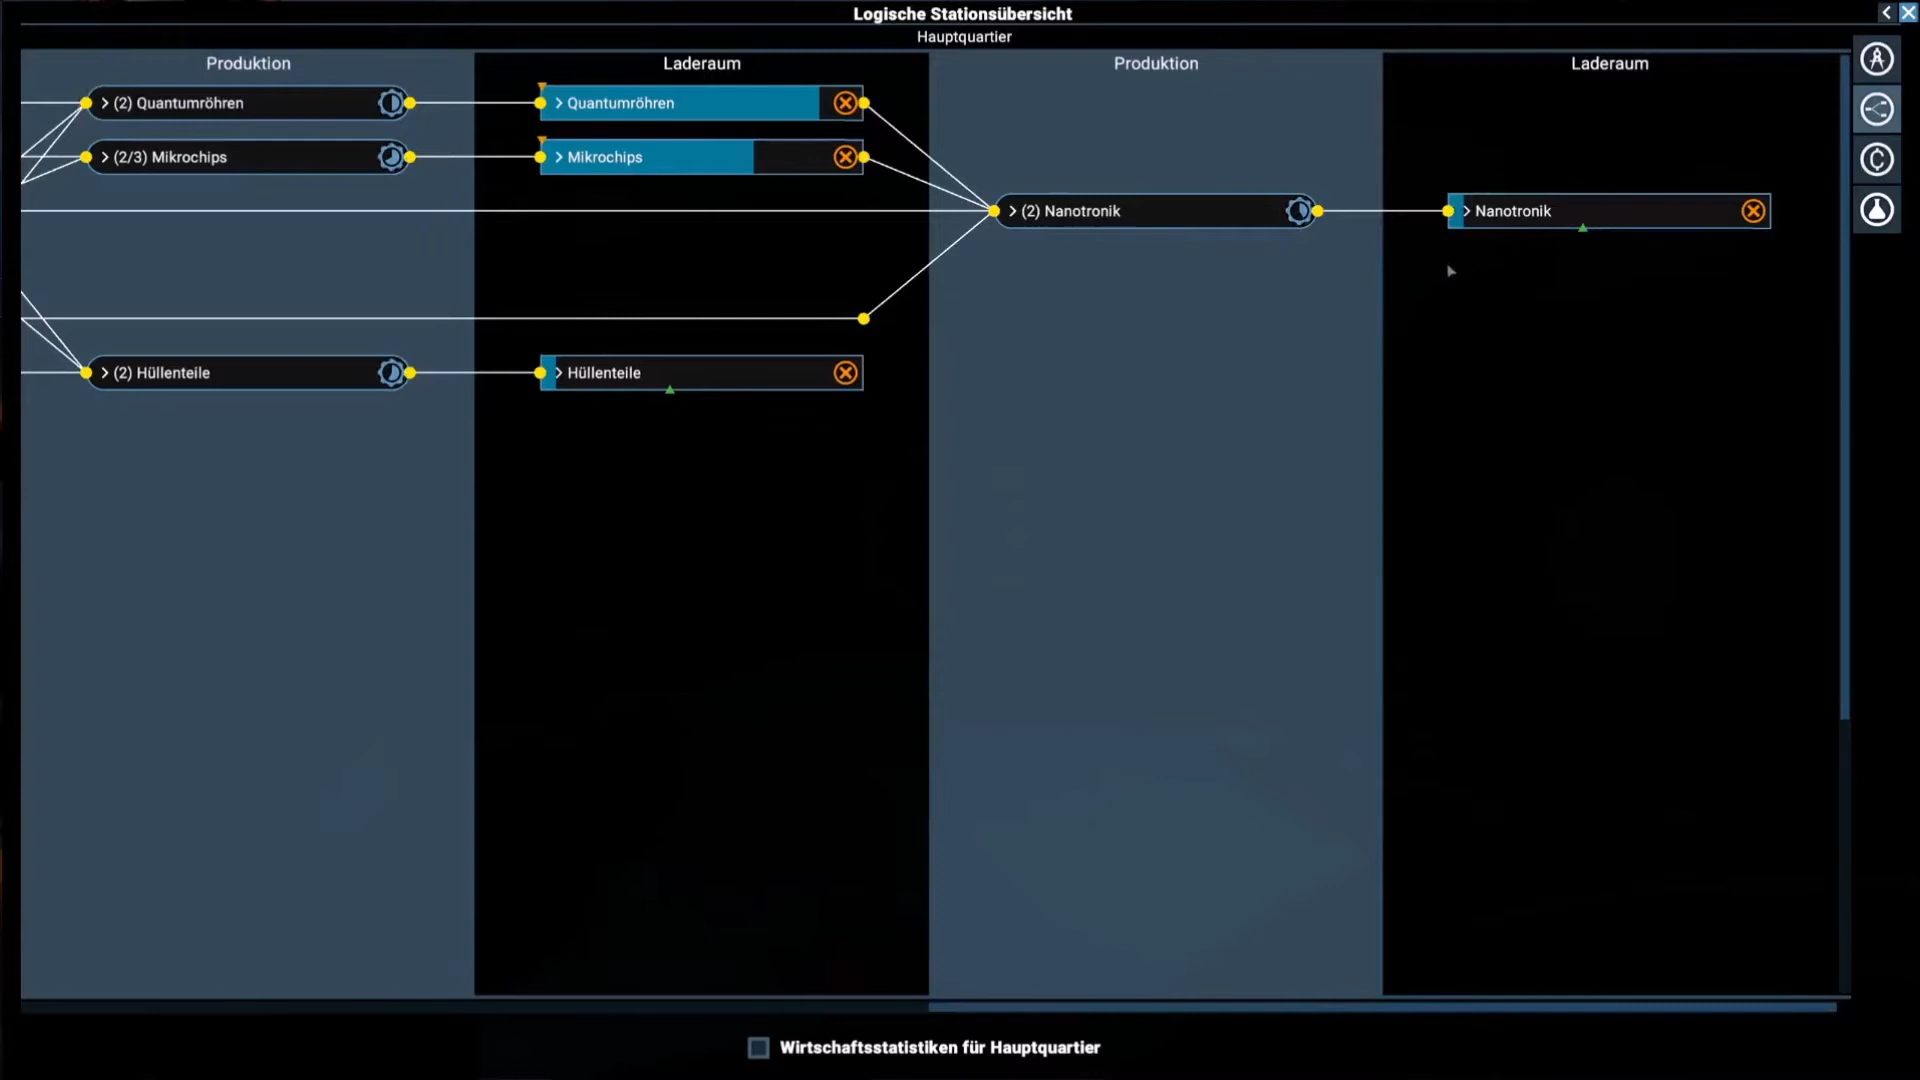 Logische Stationsübersicht
Hauptquartier
Produktion
Laderaum
Produktion
Laderaum
(2) Quantumröhren
Quantumröhren
(2/3) Mikrochips
Mikrochips
(2) Nanotronik
Nanotronik
(2) Hüllenteile
Hüllenteile
Wirtschaftsstatistiken für Hauptquartier